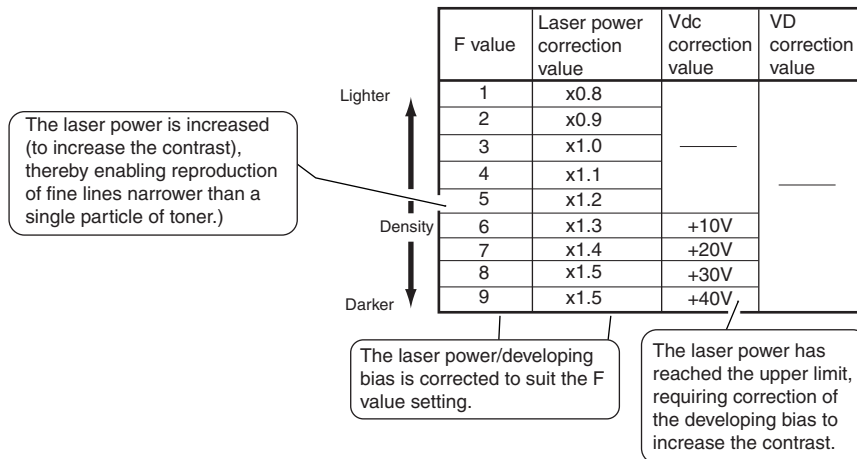 F value
Laser power
correction
value
Vdc
correction
value
VD
correction
value
Lighter
Density
Darker
1 x0.8
2 x0.9
3 x1.0
4 x1.1
5 x1.2
6 x1.3 +10V
7 x1.4 +20V
8 x1.5 +30V
9 x1.5 +40V
The laser power is increased
(to increase the contrast),
thereby enabling reproduction
of fine lines narrower than a
single particle of toner.)
The laser power/developing
bias is corrected to suit the F
value setting.
The laser power has
reached the upper limit,
requiring correction of
the developing bias to
increase the contrast.